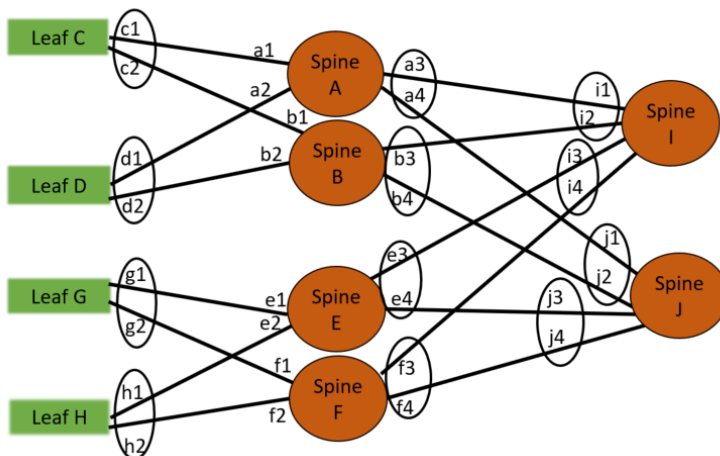 Leaf C
c1
c2
a1
a2
b1
b2
Spine
A
a3
a4
i1
i2
Spine
I
Leaf D
d1
d2
Spine
B
b3
b4
i3
i4
Leaf G
g1
g2
e1
e2
Spine
E
e3
e4
j1
j2
j3
j4
Spine
J
Leaf H
h1
h2
f1
f2
Spine
F
f3
f4